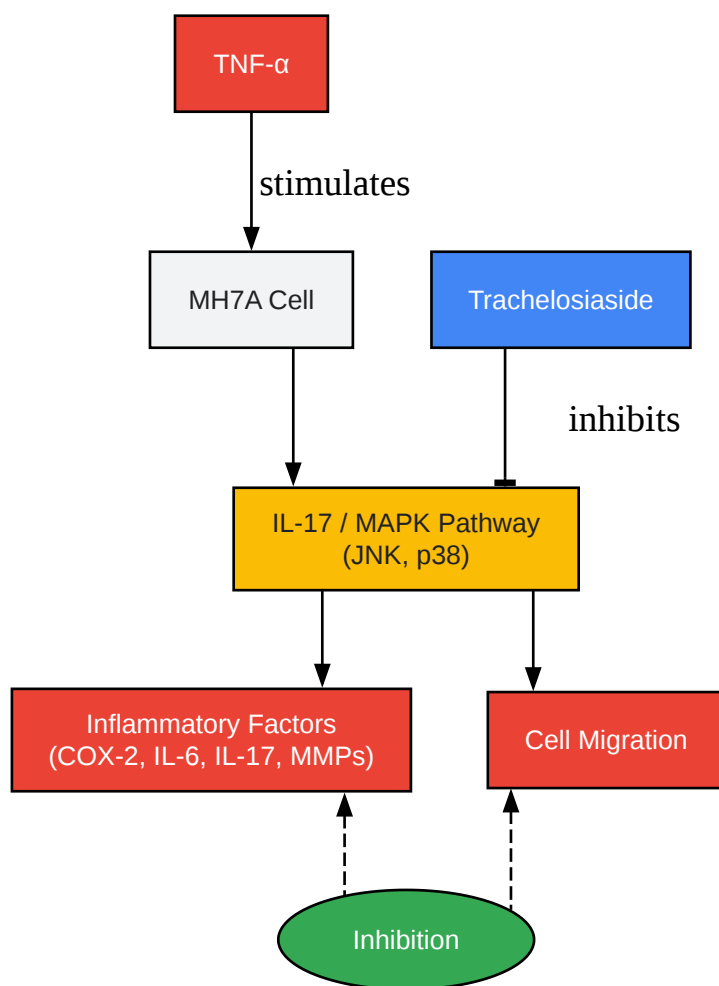 TNF-α
stimulates
MH7A Cell
Trachelosiaside
inhibits
IL-17 / MAPK Pathway
(JNK, p38)
Inflammatory Factors
(COX-2, IL-6, IL-17, MMPs)
Cell Migration
Inhibition